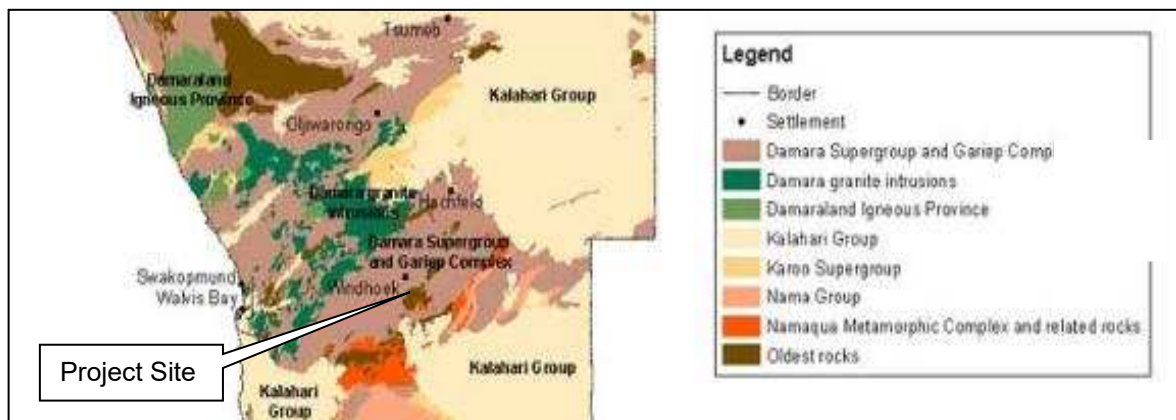 Tsumeb
Damaraland
Igneous Province
Kalahari Group
Otjiwarongo
Damara granite
intrusions
Hochfeld
Damara Supergroup
and Gariep Complex
Swakopmund
Walvis Bay
Windhoek
Project Site
Kalahari Group
Kalahari
Group
Legend
Border
Settlement
Damara Supergroup and Gariep Comp
Damara granite intrusions
Damaraland Igneous Province
Kalahari Group
Karoo Supergroup
Nama Group
Namaqua Metamorphic Complex and related rocks
Oldest rocks